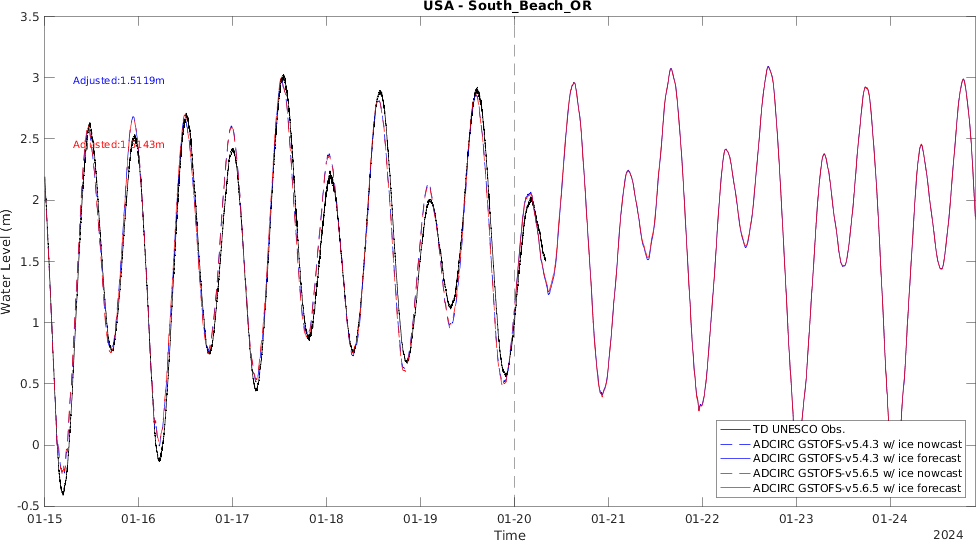 USA - South_Beach_OR
Water Level (m)
3.5
3
2.5
2
1.5
1
0.5
0
-0.5
Adjusted:1.5119m
01-15
01-16
01-17
01-18
01-19
01-20
01-21
01-22
01-23
01-24
Time
2024
TD UNESCO Obs.
ADCIRC GSTOFS-v5.4.3 w/ ice nowcast
ADCIRC GSTOFS-v5.4.3 w/ ice forecast
ADCIRC GSTOFS-v5.6.5 w/ ice nowcast
ADCIRC GSTOFS-v5.6.5 w/ ice forecast